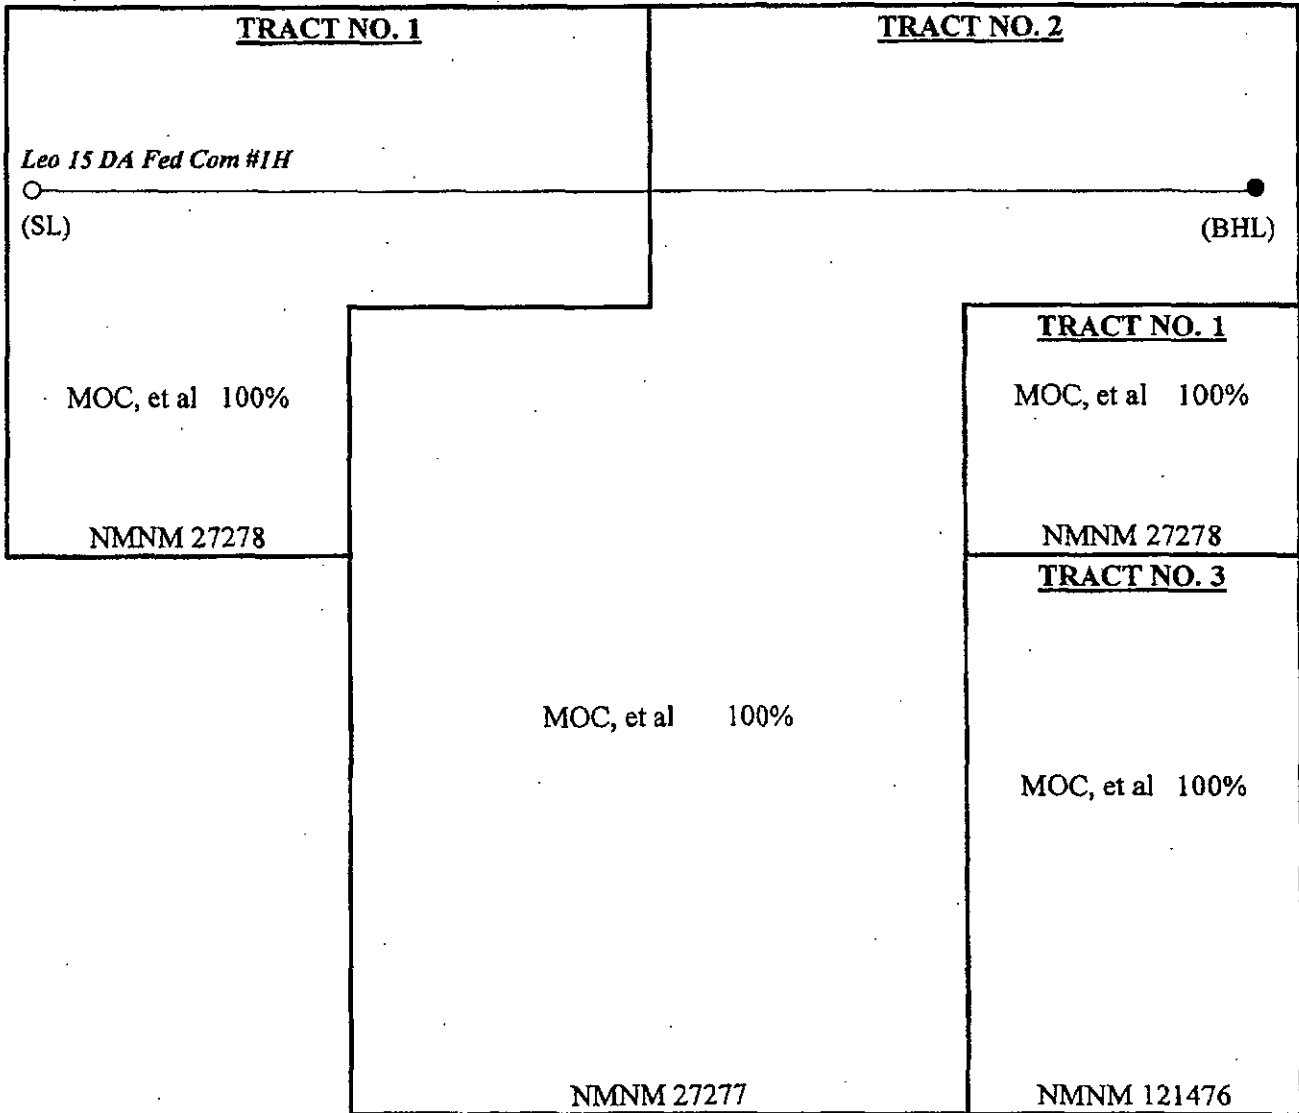 TRACT NO. 1
TRACT NO. 2
Leo 15 DA Fed Com #1H
(SL)
(BHL)
TRACT NO. 1
MOC, et al 100%
MOC, et al 100%
NMNM 27278
NMNM 27278
TRACT NO. 3
MOC, et al 100%
MOC, et al 100%
NMNM 27277
NMNM 121476